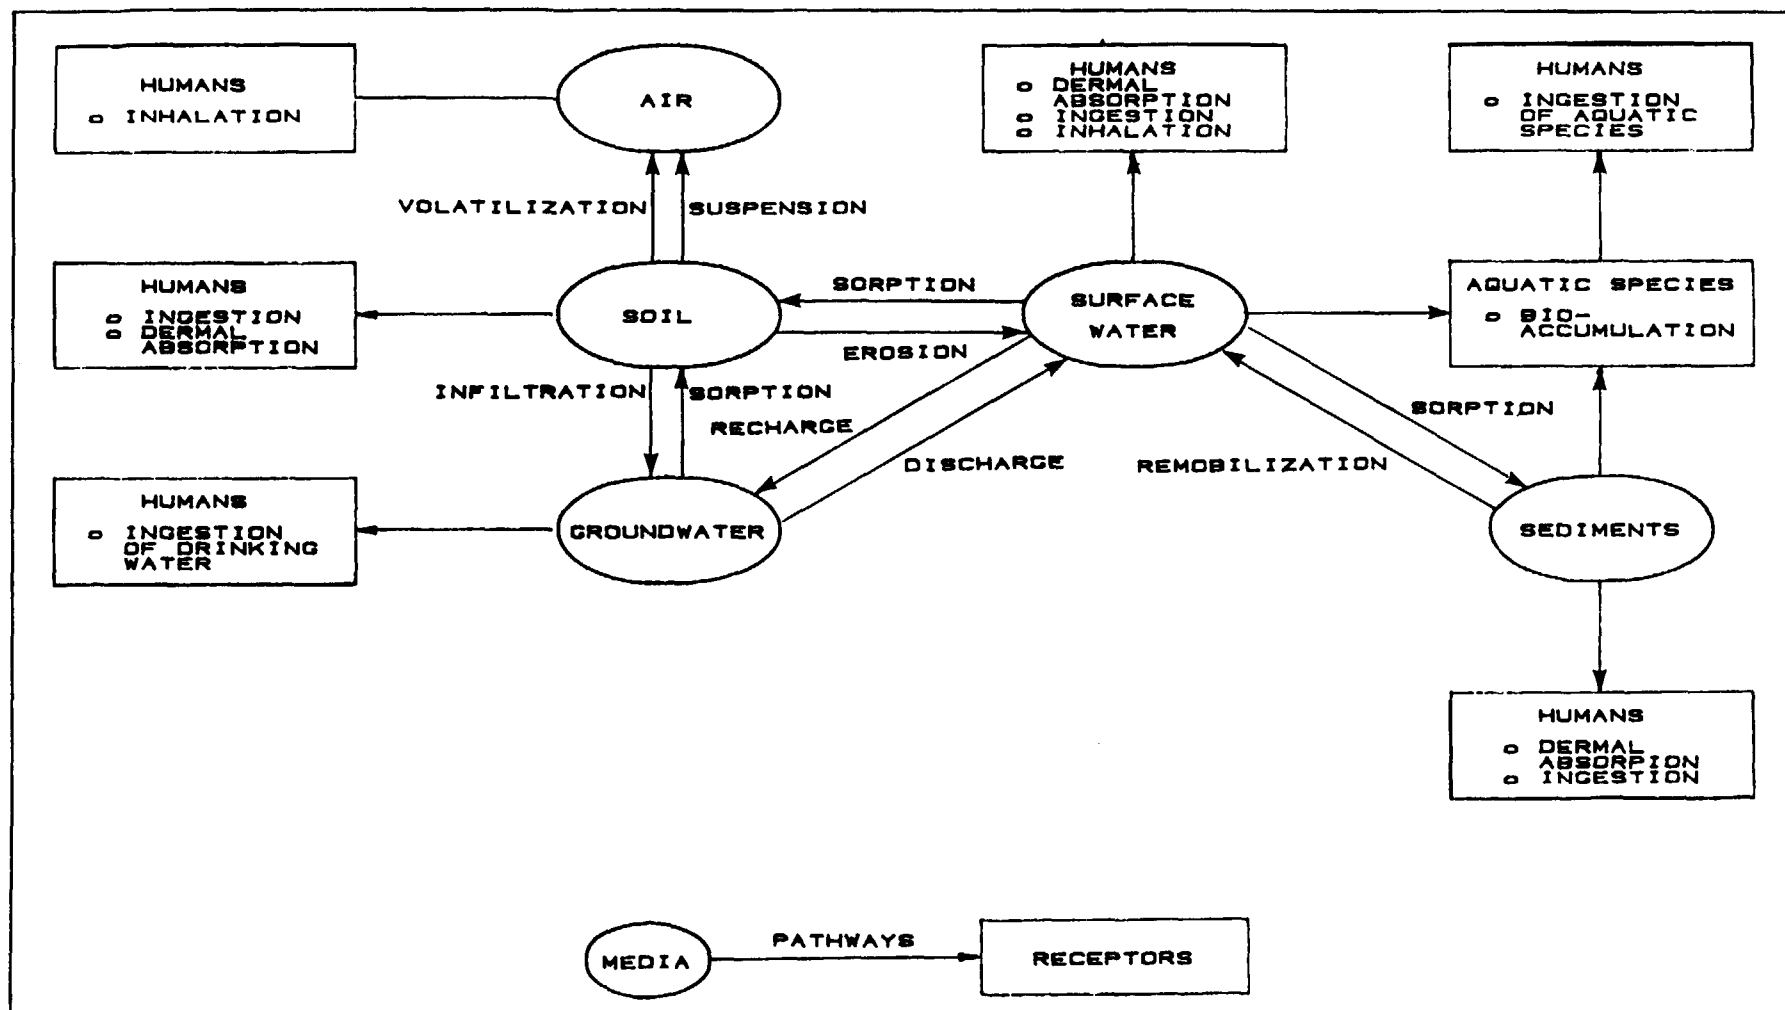 HUMANS
o INHALATION
AIR
HUMANS
o DERMAL
ABSORPTION
o INGESTION
o INHALATION
HUMANS
o INGESTION
OF AQUATIC
SPECIES
VOLATILIZATION
SUSPENSION
HUMANS
o INGESTION
o DERMAL
ABSORPTION
SOIL
SORPTION
EROSION
SURFACE
WATER
AQUATIC SPECIES
o BIO-
ACCUMULATION
INFILTRATION
SORPTION
RECHARGE
DISCHARGE
SORPTION
REMOBILIZATION
HUMANS
o INGESTION
OF DRINKING
WATER
GROUNDWATER
SEDIMENTS
HUMANS
o DERMAL
ABSORPION
o INGESTION
MEDIA
PATHWAYS
RECEPTORS